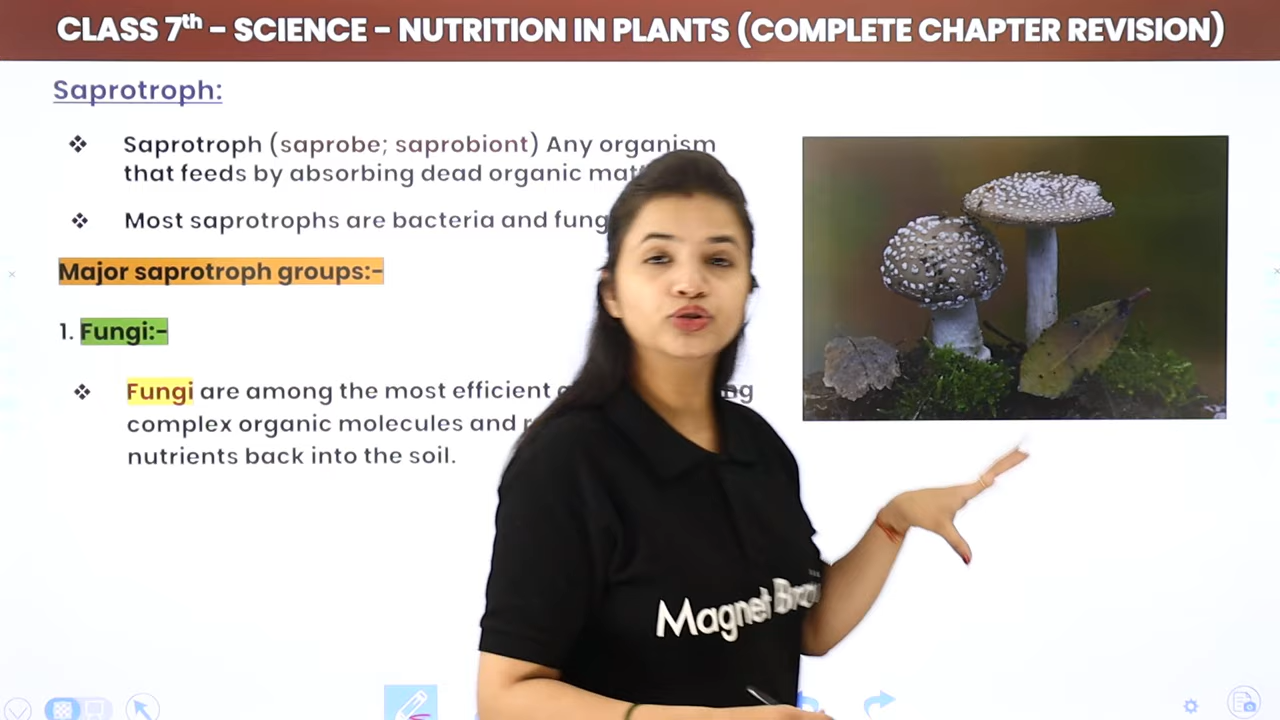 CLASS 7th – SCIENCE – NUTRITION IN PLANTS (COMPLETE CHAPTER REVISION)
Saprotroph:
❖ Saprotroph (saprobe; saprobiont) Any organism
that feeds by absorbing dead organic
❖ Most saprotrophs are bacteria and
Major saprotroph groups:-
1. Fungi:-
❖ Fungi are among the most efficient
complex organic molecules and
nutrients back into the soil.
Magnet